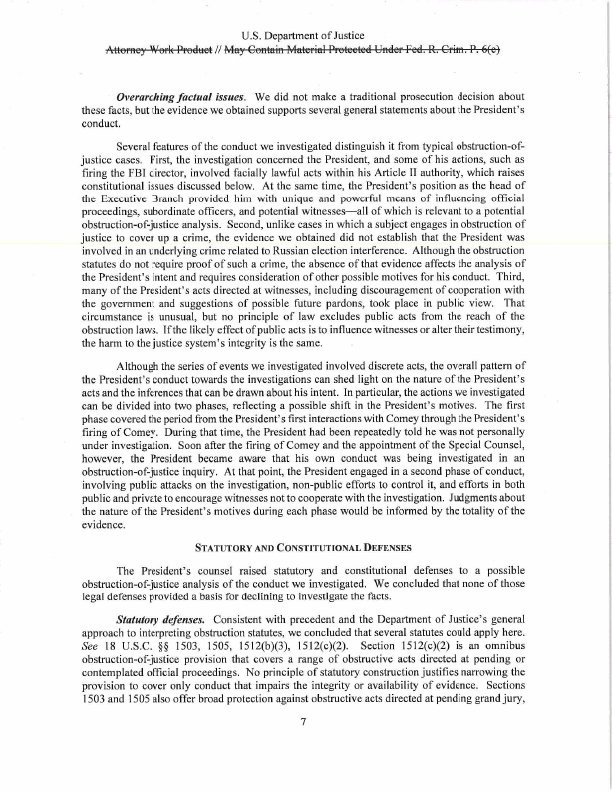 U.S. Department of Justice
Attorney Work Product // May Contain Material Protected Under Fed. R. Crim. P. 6(e)
Overarching factual issues. We did not make a traditional prosecution decision about
these facts, but the evidence we obtained supports several general statements about the President's
conduct.
Several features of the conduct we investigated distinguish it from typical obstruction-of-
justice cases. First, the investigation concerned the President, and some of his actions, such as
firing the FBI director, involved facially lawful acts within his Article II authority, which raises
constitutional issues discussed below. At the same time, the President's position as the head of
the Executive Branch provided him with unique and powerful means of influencing official
proceedings, subordinate officers, and potential witnesses—all of which is relevant to a potential
obstruction-of-justice analysis. Second, unlike cases in which a subject engages in obstruction of
justice to cover up a crime, the evidence we obtained did not establish that the President was
involved in an underlying crime related to Russian election interference. Although the obstruction
statutes do not require proof of such a crime, the absence of that evidence affects the analysis of
the President's intent and requires consideration of other possible motives for his conduct. Third,
many of the President's acts directed at witnesses, including discouragement of cooperation with
the government and suggestions of possible future pardons, took place in public view. That
circumstance is unusual, but no principle of law excludes public acts from the reach of the
obstruction laws. If the likely effect of public acts is to influence witnesses or alter their testimony,
the harm to the justice system's integrity is the same.
Although the series of events we investigated involved discrete acts, the overall pattern of
the President's conduct towards the investigations can shed light on the nature of the President's
acts and the inferences that can be drawn about his intent. In particular, the actions we investigated
can be divided into two phases, reflecting a possible shift in the President's motives. The first
phase covered the period from the President's first interactions with Comey through the President's
firing of Comey. During that time, the President had been repeatedly told he was not personally
under investigation. Soon after the firing of Comey and the appointment of the Special Counsel,
however, the President became aware that his own conduct was being investigated in an
obstruction-of-justice inquiry. At that point, the President engaged in a second phase of conduct,
involving public attacks on the investigation, non-public efforts to control it, and efforts in both
public and private to encourage witnesses not to cooperate with the investigation. Judgments about
the nature of the President's motives during each phase would be informed by the totality of the
evidence.
STATUTORY AND CONSTITUTIONAL DEFENSES
The President's counsel raised statutory and constitutional defenses to a possible
obstruction-of-justice analysis of the conduct we investigated. We concluded that none of those
legal defenses provided a basis for declining to investigate the facts.
Statutory defenses. Consistent with precedent and the Department of Justice's general
approach to interpreting obstruction statutes, we concluded that several statutes could apply here.
See 18 U.S.C. §§ 1503, 1505, 1512(b)(3), 1512(c)(2). Section 1512(c)(2) is an omnibus
obstruction-of-justice provision that covers a range of obstructive acts directed at pending or
contemplated official proceedings. No principle of statutory construction justifies narrowing the
provision to cover only conduct that impairs the integrity or availability of evidence. Sections
1503 and 1505 also offer broad protection against obstructive acts directed at pending grand jury,
7